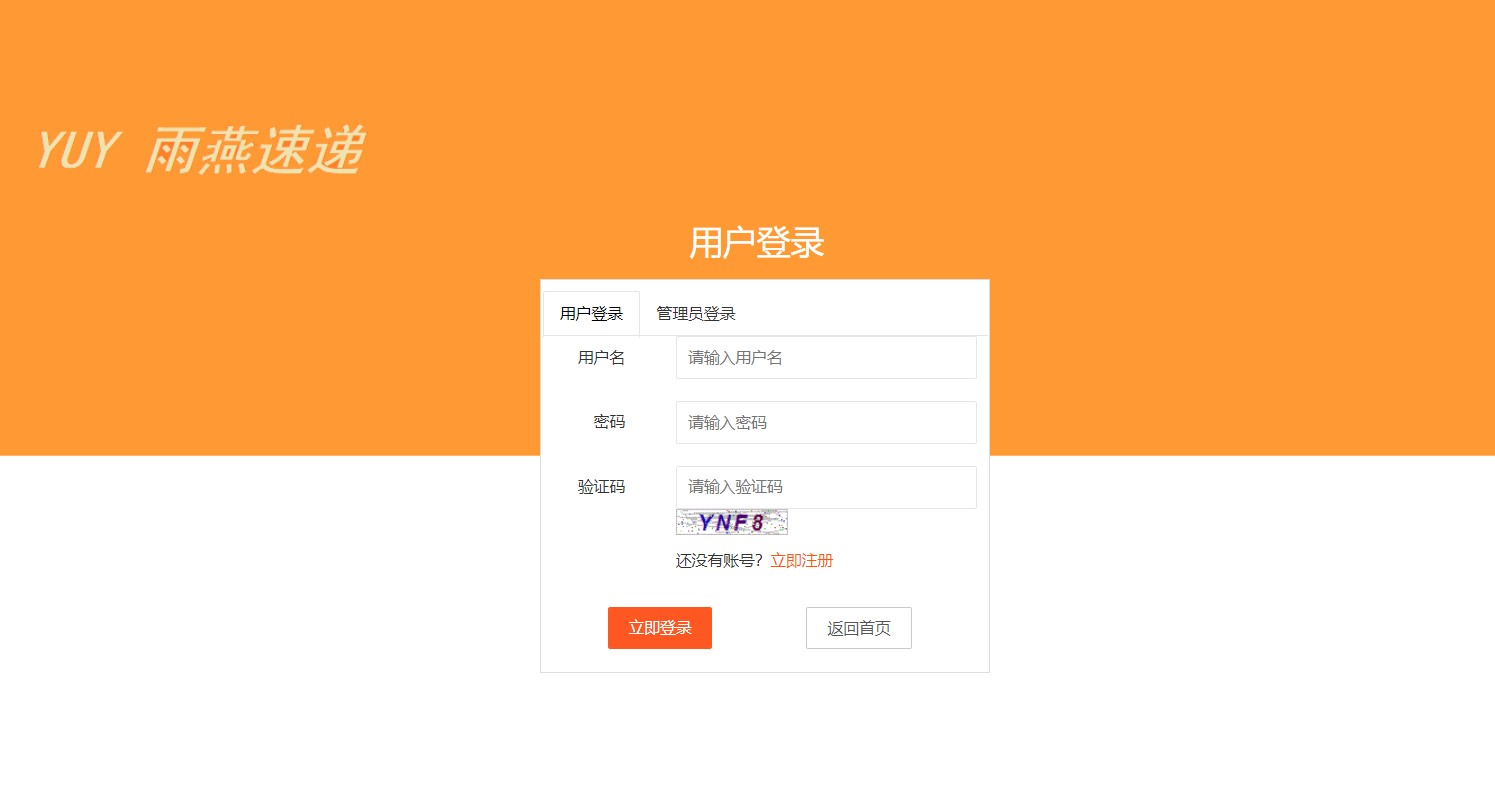 YUY 雨燕速递
用户登录
用户登录 管理员登录
用户名 请输入用户名
密码 请输入密码
验证码 请输入验证码
YNF8
还没有账号？立即注册
立即登录 返回首页